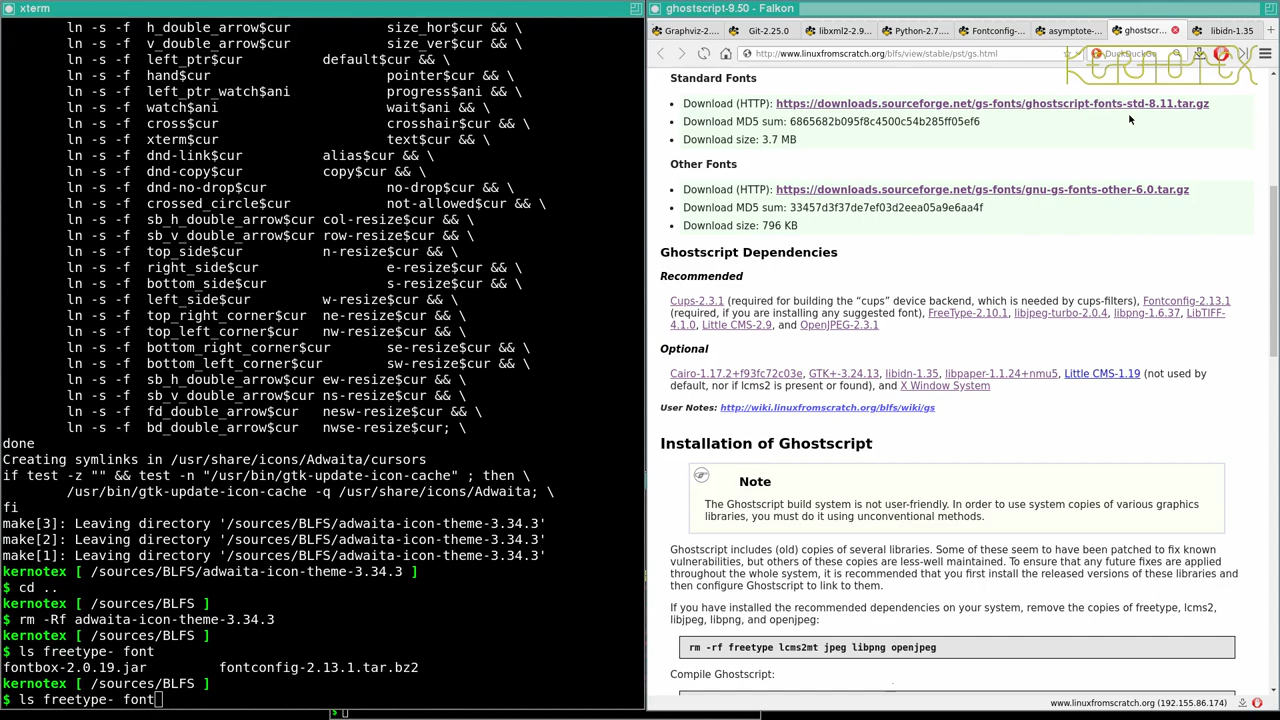 xterm
ln -s -f  h_double_arrow$cur        size_hor$cur && \
ln -s -f  v_double_arrow$cur        size_ver$cur && \
ln -s -f  left_ptr$cur        default$cur && \
ln -s -f  hand$cur        pointer$cur && \
ln -s -f  left_ptr_watch$ani        progress$ani && \
ln -s -f  watch$ani        wait$ani && \
ln -s -f  cross$cur        crosshair$cur && \
ln -s -f  xterm$cur        text$cur && \
ln -s -f  dnd-link$cur        alias$cur && \
ln -s -f  dnd-copy$cur        copy$cur && \
ln -s -f  dnd-no-drop$cur        no-drop$cur && \
ln -s -f  crossed_circle$cur        not-allowed$cur && \
ln -s -f  sb_h_double_arrow$cur col-resize$cur && \
ln -s -f  sb_v_double_arrow$cur row-resize$cur && \
ln -s -f  top_side$cur        n-resize$cur && \
ln -s -f  right_side$cur        e-resize$cur && \
ln -s -f  bottom_side$cur        s-resize$cur && \
ln -s -f  left_side$cur        w-resize$cur && \
ln -s -f  top_right_corner$cur  ne-resize$cur && \
ln -s -f  top_left_corner$cur   nw-resize$cur && \
ln -s -f  bottom_right_corner$cur        se-resize$cur && \
ln -s -f  bottom_left_corner$cur        sw-resize$cur && \
ln -s -f  sb_h_double_arrow$cur ew-resize$cur && \
ln -s -f  sb_v_double_arrow$cur ns-resize$cur && \
ln -s -f  fd_double_arrow$cur   nesw-resize$cur && \
ln -s -f  bd_double_arrow$cur   nwse-resize$cur; \
done
Creating symlinks in /usr/share/icons/Adwaita/cursors
if test -z "" && test -n "/usr/bin/gtk-update-icon-cache" ; then \
/usr/bin/gtk-update-icon-cache -q /usr/share/icons/Adwaita; \
fi
make[3]: Leaving directory '/sources/BLFS/adwaita-icon-theme-3.34.3'
make[2]: Leaving directory '/sources/BLFS/adwaita-icon-theme-3.34.3'
make[1]: Leaving directory '/sources/BLFS/adwaita-icon-theme-3.34.3'
kernotex [ /sources/BLFS/adwaita-icon-theme-3.34.3 ]
$ cd ..
kernotex [ /sources/BLFS ]
$ rm -Rf adwaita-icon-theme-3.34.3
kernotex [ /sources/BLFS ]
$ ls freetype- font
fontbox-2.0.19.jar        fontconfig-2.13.1.tar.bz2
kernotex [ /sources/BLFS ]
$ ls freetype- font
$
ghostscript-9.50 - Falkon
Graphviz-2.... Git-2.25.0 libxml2-2.9... Python-2.7... Fontconfig-... asymptote-... ghostscr... libidn-1.35
http://www.linuxfromscratch.org/blfs/view/stable/pst/gs.html DuckDuckGo
KERNOTEX
Standard Fonts
• Download (HTTP): https://downloads.sourceforge.net/gs-fonts/ghostscript-fonts-std-8.11.tar.gz
• Download MD5 sum: 6865682b095f8c4500c54b285ff05ef6
• Download size: 3.7 MB
Other Fonts
• Download (HTTP): https://downloads.sourceforge.net/gs-fonts/gnu-gs-fonts-other-6.0.tar.gz
• Download MD5 sum: 33457d3f37de7ef03d2eea05a9e6aa4f
• Download size: 796 KB
Ghostscript Dependencies
Recommended
Cups-2.3.1 (required for building the “cups” device backend, which is needed by cups-filters), Fontconfig-2.13.1
(required, if you are installing any suggested font), FreeType-2.10.1, libjpeg-turbo-2.0.4, libpng-1.6.37, LibTIFF-
4.1.0, Little CMS-2.9, and OpenJPEG-2.3.1
Optional
Cairo-1.17.2+f93fc72c03e, GTK+-3.24.13, libidn-1.35, libpaper-1.1.24+nmu5, Little CMS-1.19 (not used by
default, nor if lcms2 is present or found), and X Window System
User Notes: http://wiki.linuxfromscratch.org/blfs/wiki/gs
Installation of Ghostscript
Note
The Ghostscript build system is not user-friendly. In order to use system copies of various graphics
libraries, you must do it using unconventional methods.
Ghostscript includes (old) copies of several libraries. Some of these seem to have been patched to fix known
vulnerabilities, but others of these copies are less-well maintained. To ensure that any future fixes are applied
throughout the whole system, it is recommended that you first install the released versions of these libraries and
then configure Ghostscript to link to them.
If you have installed the recommended dependencies on your system, remove the copies of freetype, lcms2,
libjpeg, libpng, and openjpeg:
rm -rf freetype lcms2mt jpeg libpng openjpeg
Compile Ghostscript:
www.linuxfromscratch.org (192.155.86.174)